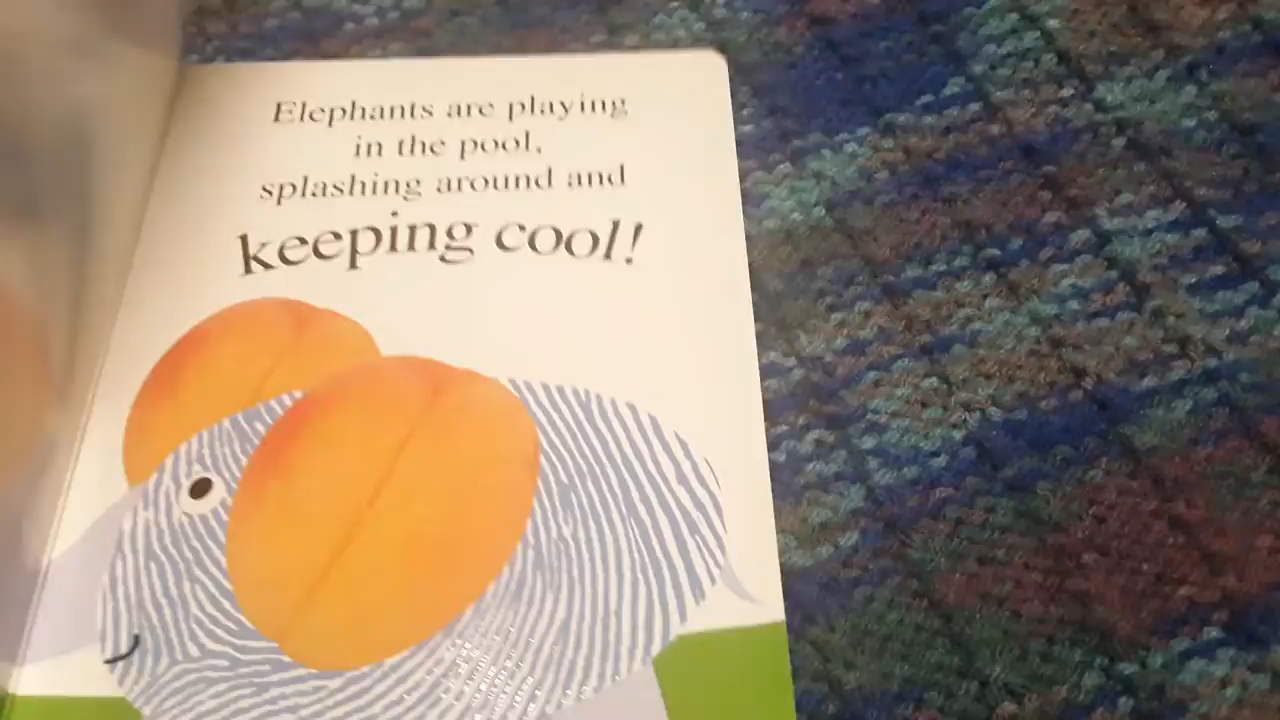 Elephants are playing
in the pool,
splashing around and
keeping cool!